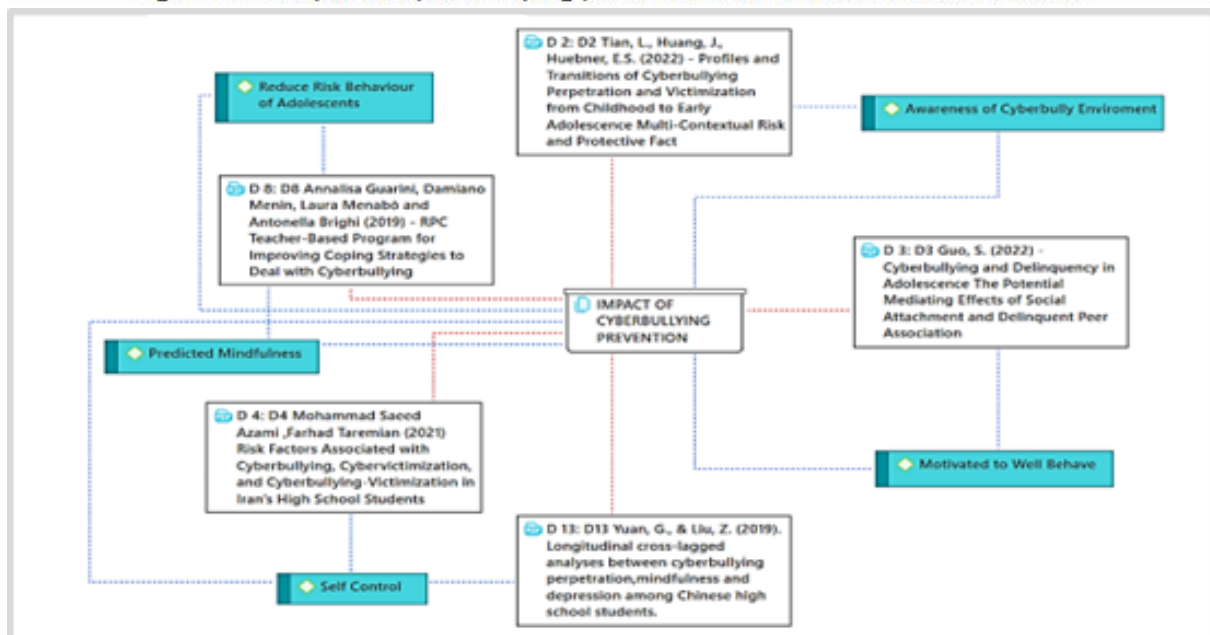 D 2: D2 Tian, L., Huang, J.,
Huebner, E.S. (2022) - Profiles and
Transitions of Cyberbullying
Perpetration and Victimization
from Childhood to Early
Adolescence Multi-Contextual Risk
and Protective Fact
Reduce Risk Behaviour
of Adolescents
Awareness of Cyberbully Enviroment
D 8: D8 Annalisa Guarini, Damiano
Menin, Laura Menabò and
Antonella Brighi (2019) - RPC
Teacher-Based Program for
Improving Coping Strategies to
Deal with Cyberbullying
D 3: D3 Guo, S. (2022) -
Cyberbullying and Delinquency in
Adolescence The Potential
Mediating Effects of Social
Attachment and Delinquent Peer
Association
IMPACT OF
CYBERBULLYING
PREVENTION
Predicted Mindfulness
D 4: D4 Mohammad Saeed
Azami ,Farhad Taremian (2021)
Risk Factors Associated with
Cyberbullying, Cybervictimization,
and Cyberbullying-Victimization in
Iran's High School Students
Motivated to Well Behave
D 13: D13 Yuan, G., & Liu, Z. (2019).
Longitudinal cross-lagged
analyses between cyberbullying
perpetration,mindfulness and
depression among Chinese high
school students.
Self Control